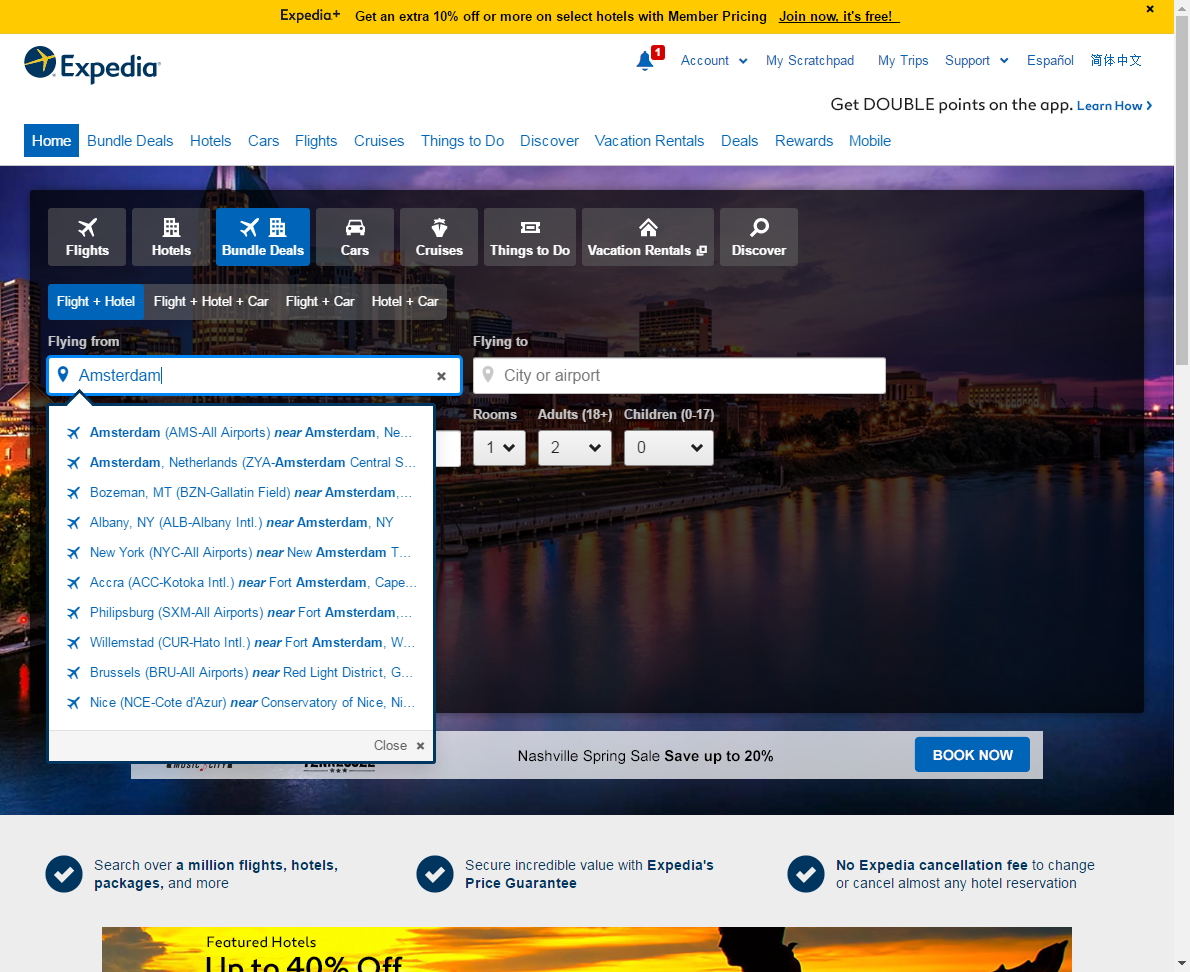 Expedia+ Get an extra 10% off or more on select hotels with Member Pricing Join now, it's free!
Expedia
1 Account My Scratchpad My Trips Support Español 简体中文
Get DOUBLE points on the app. Learn How
Home Bundle Deals Hotels Cars Flights Cruises Things to Do Discover Vacation Rentals Deals Rewards Mobile
Flights Hotels Bundle Deals Cars Cruises Things to Do Vacation Rentals Discover
Flight + Hotel Flight + Hotel + Car Flight + Car Hotel + Car
Flying from Flying to
Amsterdam City or airport
Rooms Adults (18+) Children (0-17)
1 2 0
Amsterdam (AMS-All Airports) near Amsterdam, Ne...
Amsterdam, Netherlands (ZYA-Amsterdam Central S...
Bozeman, MT (BZN-Gallatin Field) near Amsterdam,...
Albany, NY (ALB-Albany Intl.) near Amsterdam, NY
New York (NYC-All Airports) near New Amsterdam T...
Accra (ACC-Kotoka Intl.) near Fort Amsterdam, Cape...
Philipsburg (SXM-All Airports) near Fort Amsterdam,...
Willemstad (CUR-Hato Intl.) near Fort Amsterdam, W...
Brussels (BRU-All Airports) near Red Light District, G...
Nice (NCE-Cote d'Azur) near Conservatory of Nice, Ni...
Close
MUSIC CITY TENNESSEE Nashville Spring Sale Save up to 20% BOOK NOW
Search over a million flights, hotels,
packages, and more
Secure incredible value with Expedia's
Price Guarantee
No Expedia cancellation fee to change
or cancel almost any hotel reservation
Featured Hotels
Up to 40% Off